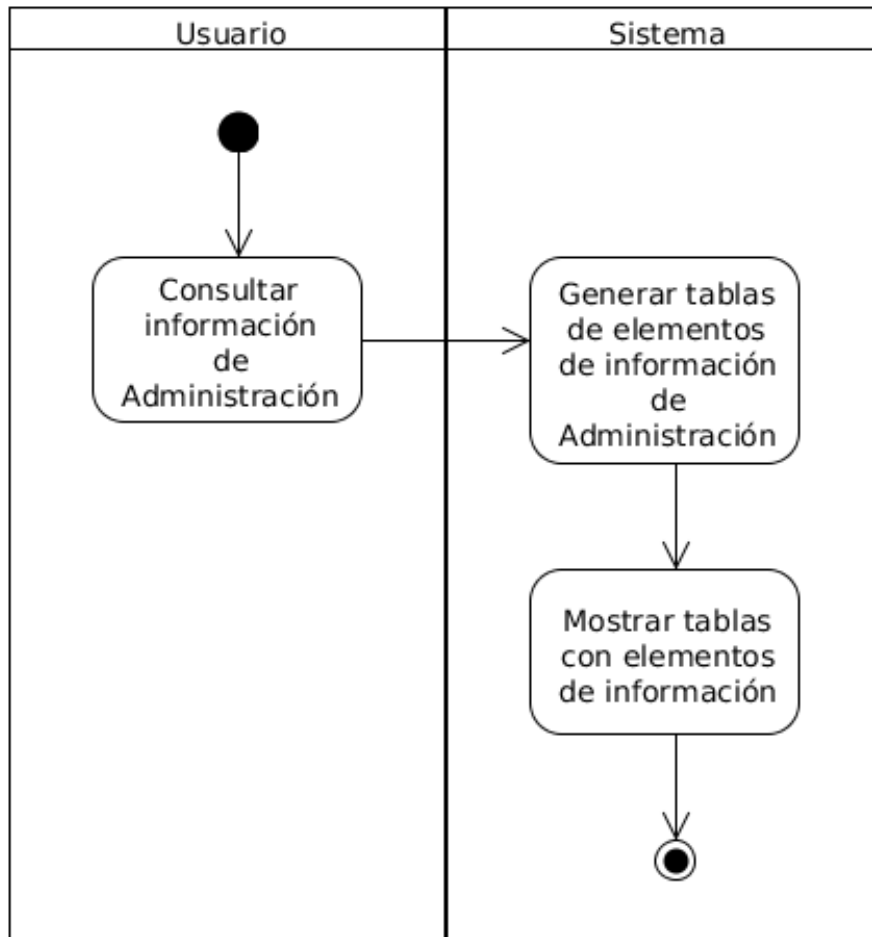 Usuario
Sistema
Consultar
información
de
Administración
Generar tablas
de elementos
de información
de
Administración
Mostrar tablas
con elementos
de información